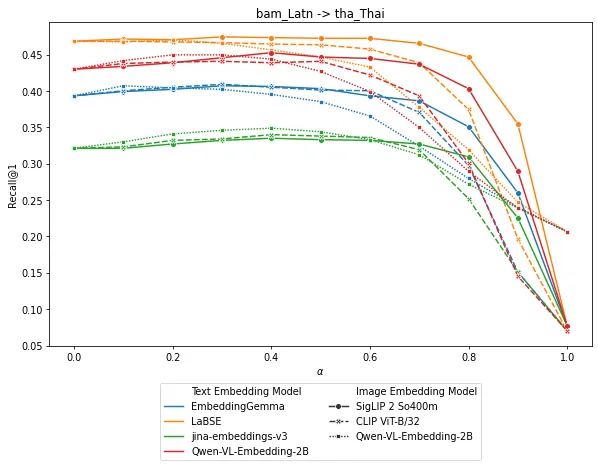 bam_Latn -> tha_Thai
Recall@1
0.45
0.40
0.35
0.30
0.25
0.20
0.15
0.10
0.05
0.0
0.2
0.4
0.6
0.8
1.0
α
Text Embedding Model
EmbeddingGemma
LaBSE
jina-embeddings-v3
Qwen-VL-Embedding-2B
Image Embedding Model
SigLIP 2 So400m
CLIP ViT-B/32
Qwen-VL-Embedding-2B